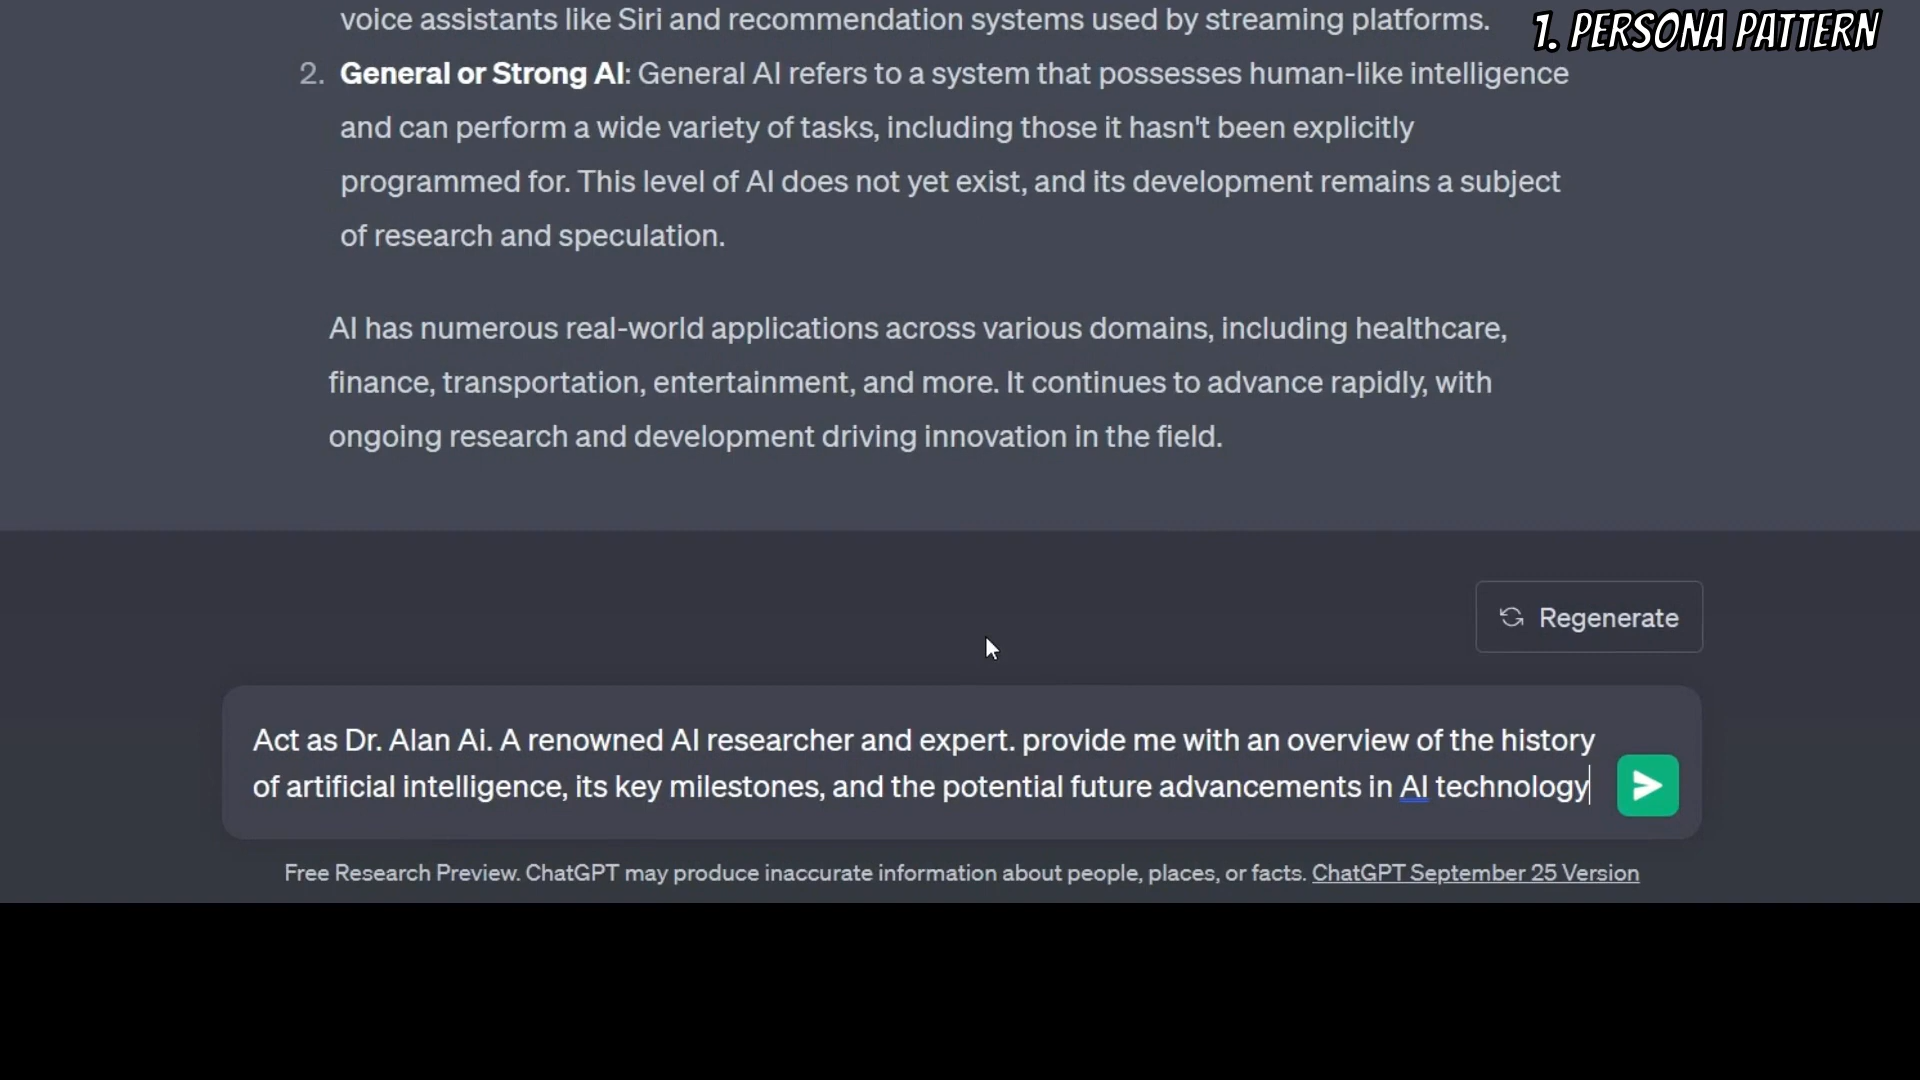 voice assistants like Siri and recommendation systems used by streaming platforms.
1. PERSONA PATTERN
2. General or Strong AI: General AI refers to a system that possesses human-like intelligence
and can perform a wide variety of tasks, including those it hasn't been explicitly
programmed for. This level of AI does not yet exist, and its development remains a subject
of research and speculation.
AI has numerous real-world applications across various domains, including healthcare,
finance, transportation, entertainment, and more. It continues to advance rapidly, with
ongoing research and development driving innovation in the field.
Regenerate
Act as Dr. Alan Ai. A renowned AI researcher and expert. provide me with an overview of the history
of artificial intelligence, its key milestones, and the potential future advancements in AI technology
Free Research Preview. ChatGPT may produce inaccurate information about people, places, or facts. ChatGPT September 25 Version